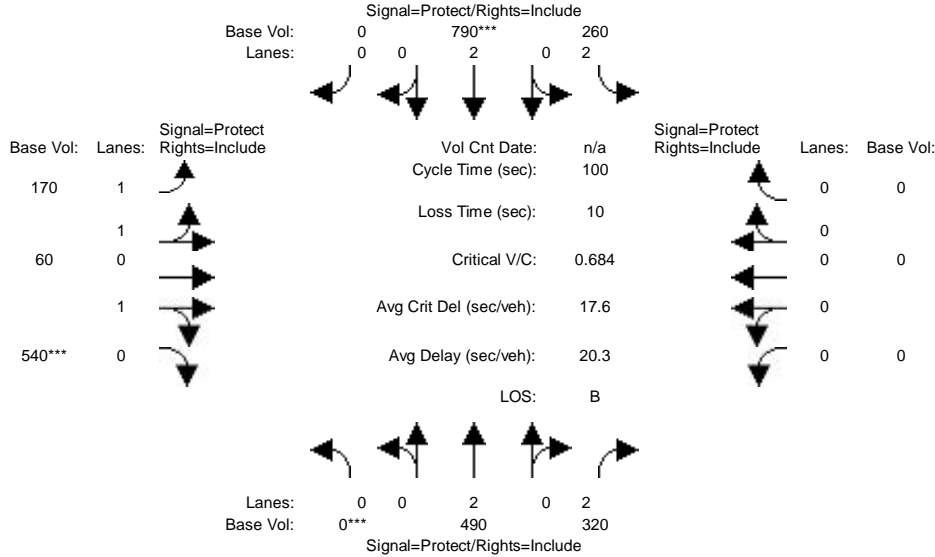 Signal=Protect/Rights=Include
Base Vol: 0 790*** 260
Lanes: 0 0 2 0 2
Signal=Protect
Base Vol: Lanes: Rights=Include
Vol Cnt Date: n/a
Signal=Protect
Rights=Include Lanes: Base Vol:
Cycle Time (sec): 100
170 1 0 0
Loss Time (sec): 10
1 0
60 0 Critical V/C: 0.684 0 0
1 Avg Crit Del (sec/veh): 17.6 0
540*** 0 Avg Delay (sec/veh): 20.3 0 0
LOS: B
Lanes: 0 0 2 0 2
Base Vol: 0*** 490 320
Signal=Protect/Rights=Include